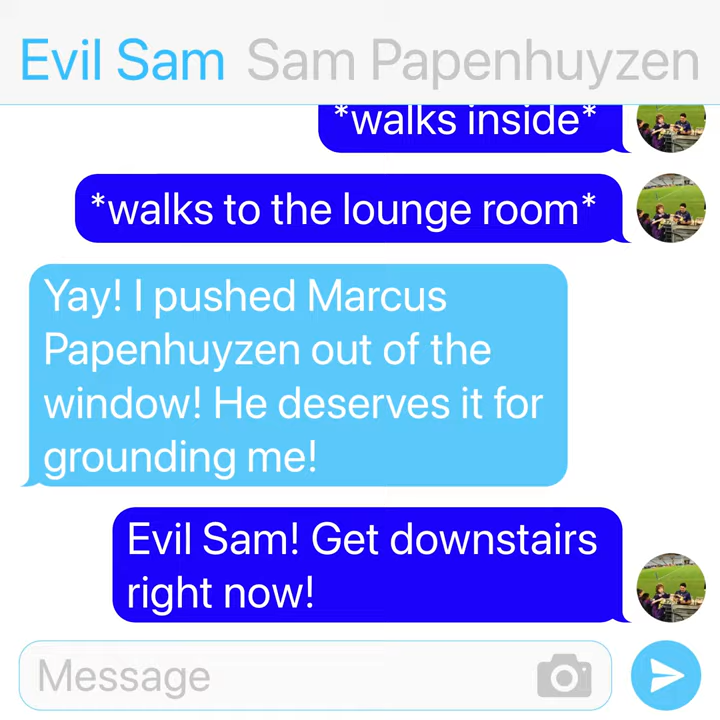 Evil Sam Sam Papenhuyzen
*walks inside*
*walks to the lounge room*
Yay! I pushed Marcus
Papenhuyzen out of the
window! He deserves it for
grounding me!
Evil Sam! Get downstairs
right now!
Message